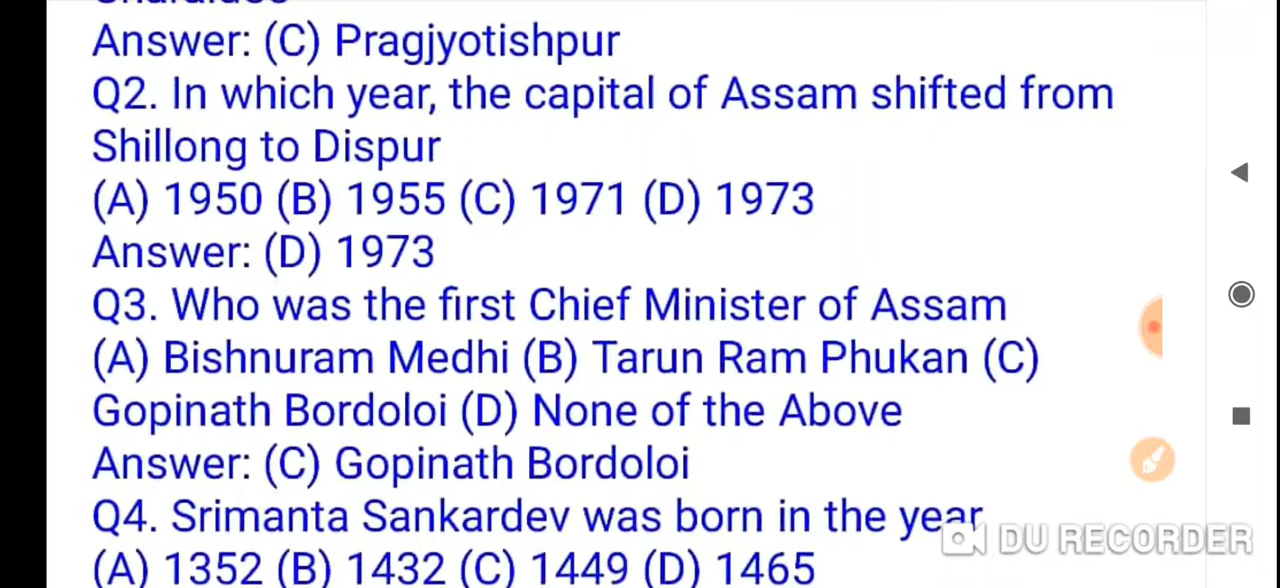 Answer: (C) Pragjyotishpur
Q2. In which year, the capital of Assam shifted from
Shillong to Dispur
(A) 1950 (B) 1955 (C) 1971 (D) 1973
Answer: (D) 1973
Q3. Who was the first Chief Minister of Assam
(A) Bishnuram Medhi (B) Tarun Ram Phukan (C)
Gopinath Bordoloi (D) None of the Above
Answer: (C) Gopinath Bordoloi
Q4. Srimanta Sankardev was born in the year
DU RECORDER
(A) 1352 (B) 1432 (C) 1449 (D) 1465